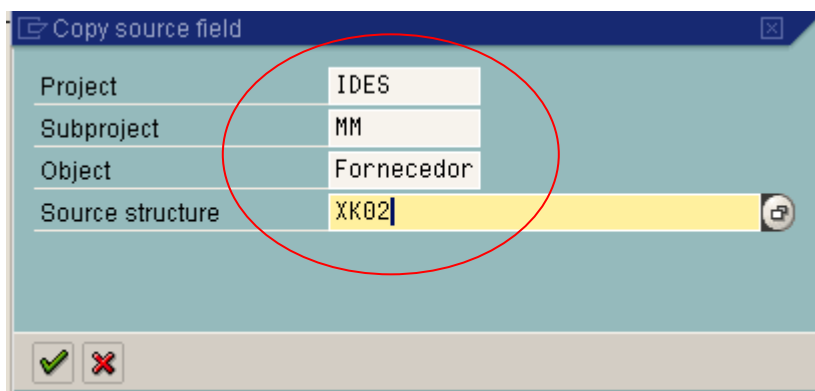 Copy source field
Project IDES
Subproject MM
Object Fornecedor
Source structure XK02